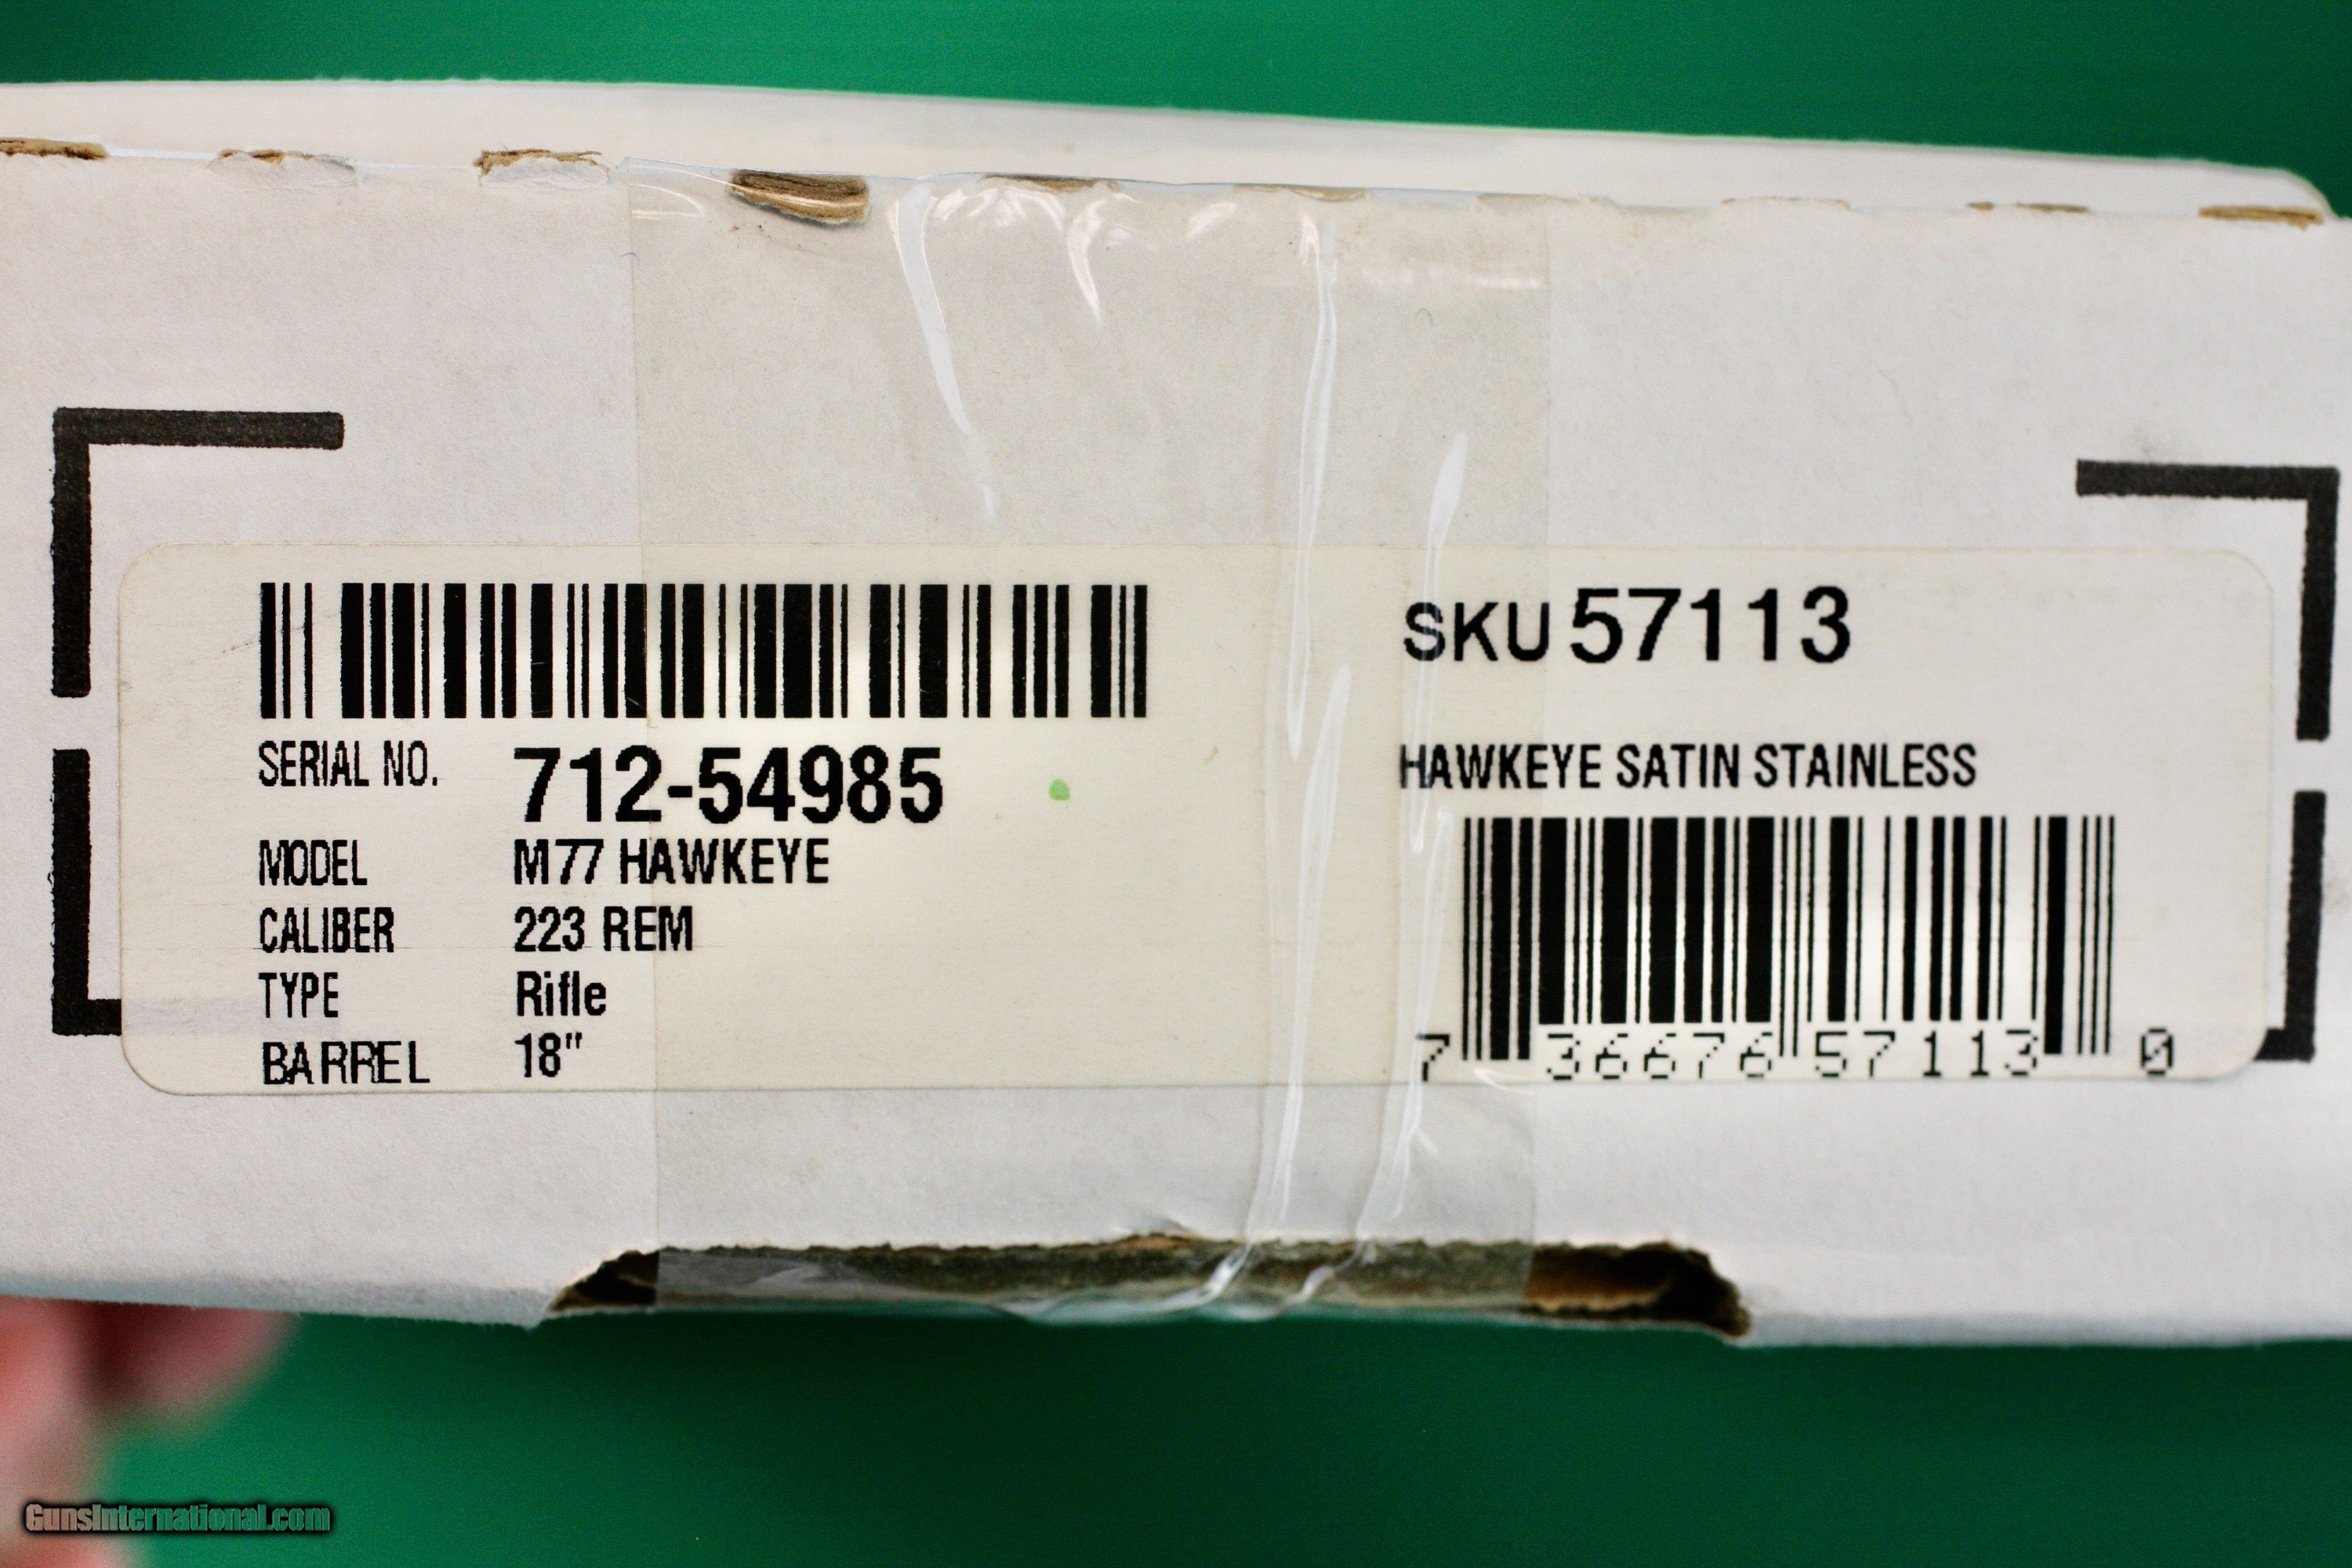 SERIAL NO. 712-54985
MODEL M77 HAWKEYE
CALIBER 223 REM
TYPE Rifle
BARREL 18"
SKU 57113
HAWKEYE SATIN STAINLESS
7 36676 57113 0
GunsInternational.com